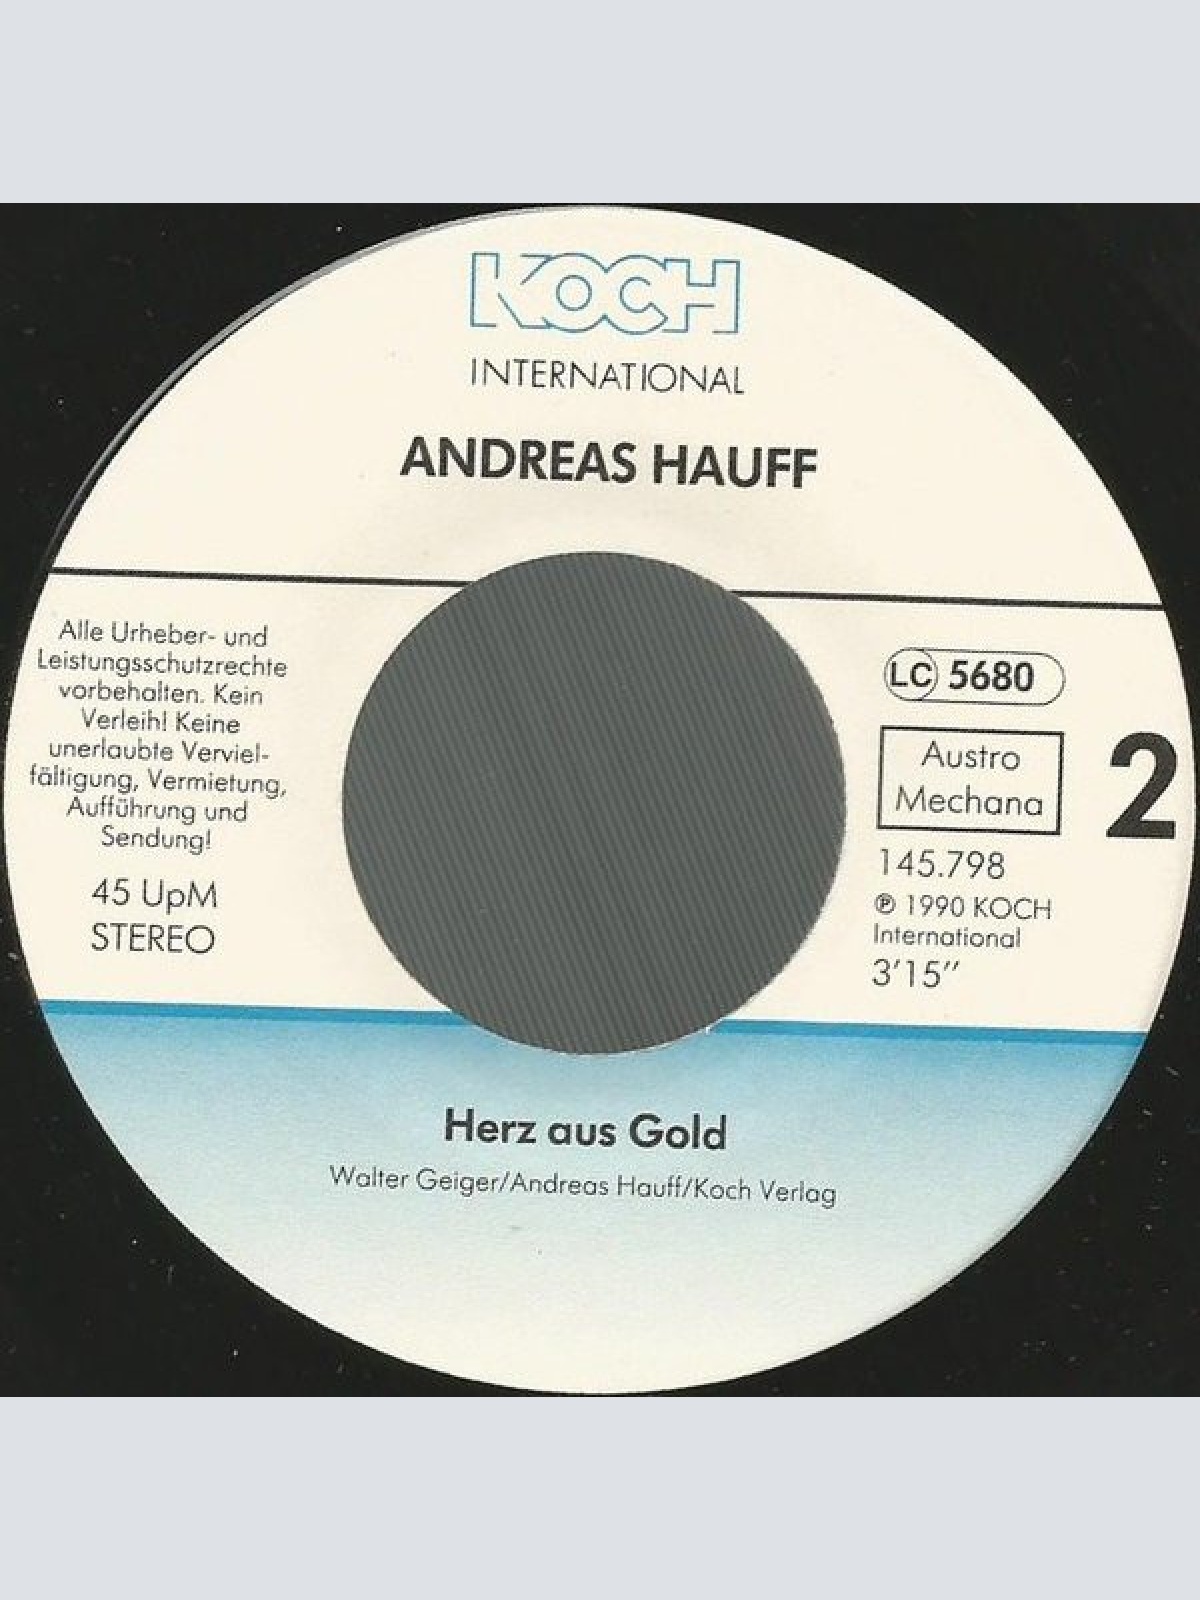 KOCH
INTERNATIONAL
ANDREAS HAUFF
Alle Urheber- und
Leistungsschutzrechte
vorbehalten. Kein
Verleih! Keine
unerlaubte Verviel-
fältigung, Vermietung,
Aufführung und
Sendung!
45 UpM
STEREO
LC 5680
Austro
Mechana
2
145.798
℗ 1990 KOCH
International
3'15''
Herz aus Gold
Walter Geiger/Andreas Hauff/Koch Verlag